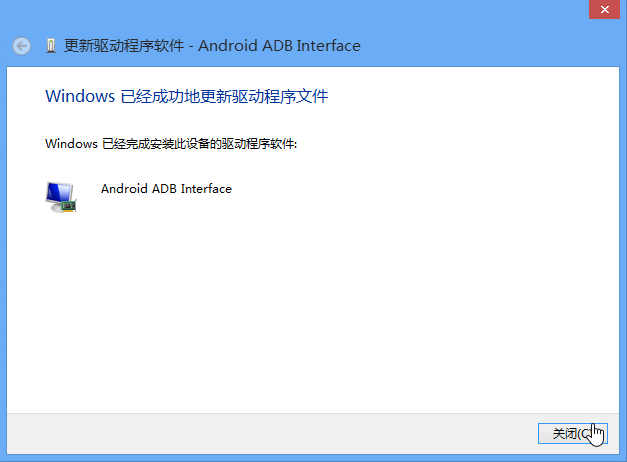 更新驱动程序软件 - Android ADB Interface
Windows 已经成功地更新驱动程序文件
Windows 已经完成安装此设备的驱动程序软件:
Android ADB Interface
关闭(C)